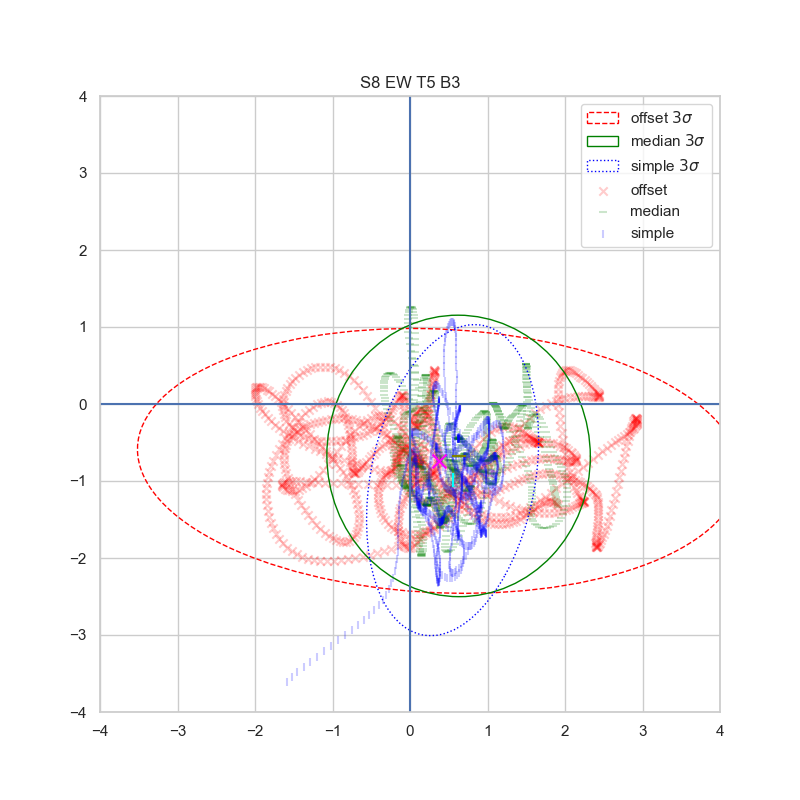 S8 EW T5 B3
offset 3σ
median 3σ
simple 3σ
offset
median
simple
4
3
2
1
0
−1
−2
−3
−4
−4 −3 −2 −1 0 1 2 3 4